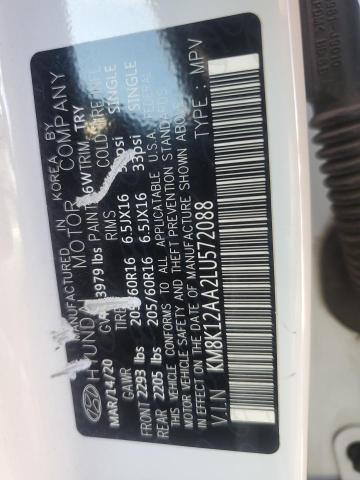 MANUFACTURED IN KOREA BY
HYUNDAI MOTOR COMPANY
MAR/14/20 3979 lbs PAINT W6W TRIM TRY
GAWR TIRE RIMS COLD
FRONT 2293 lbs 205/60R16 6.5JX16 33psi SINGLE
REAR 2205 lbs 205/60R16 6.5JX16 33psi SINGLE
THIS VEHICLE CONFORMS TO ALL APPLICABLE U.S.A. FEDERAL
MOTOR VEHICLE SAFETY AND THEFT PREVENTION STANDARDS
IN EFFECT ON THE DATE OF MANUFACTURE SHOWN ABOVE.
V.I.N : KM8K12AA2LU572088 TYPE : MPV